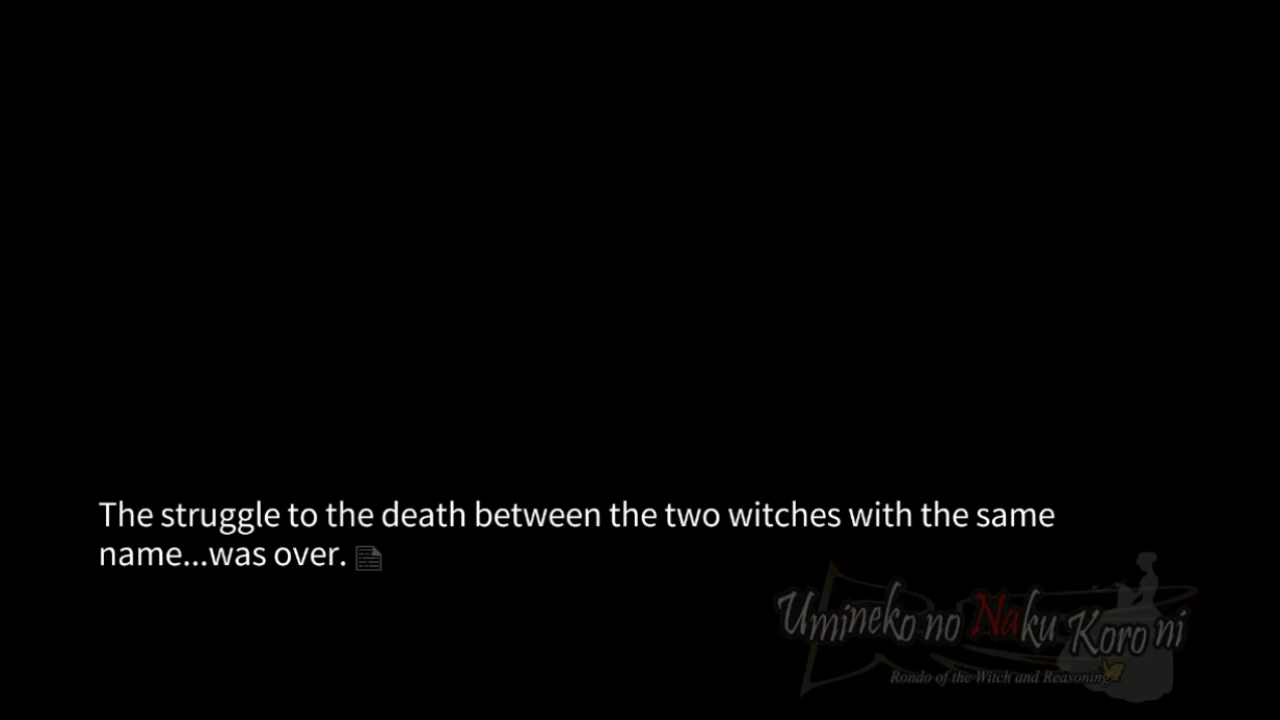 The struggle to the death between the two witches with the same
name...was over.
Umineko no Naku Koro ni
Rondo of the Witch and Reasoning